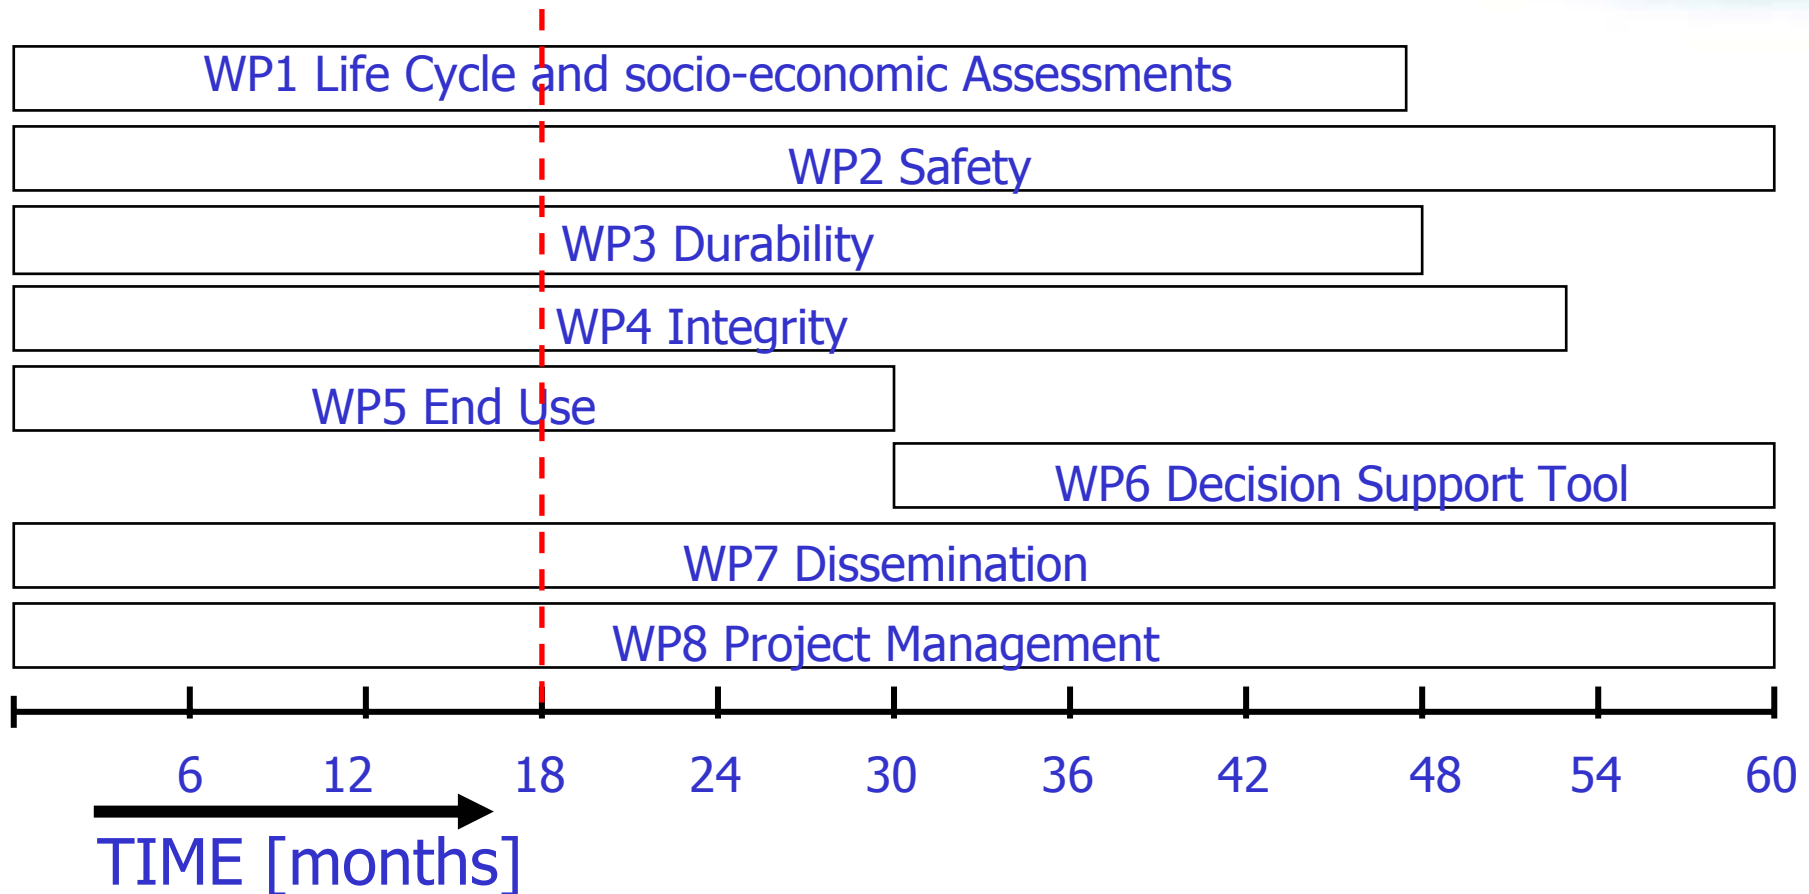 WP1 Life Cycle and socio-economic Assessments
WP2 Safety
WP3 Durability
WP4 Integrity
WP5 End Use
WP6 Decision Support Tool
WP7 Dissemination
WP8 Project Management
6 12 18 24 30 36 42 48 54 60
TIME [months]